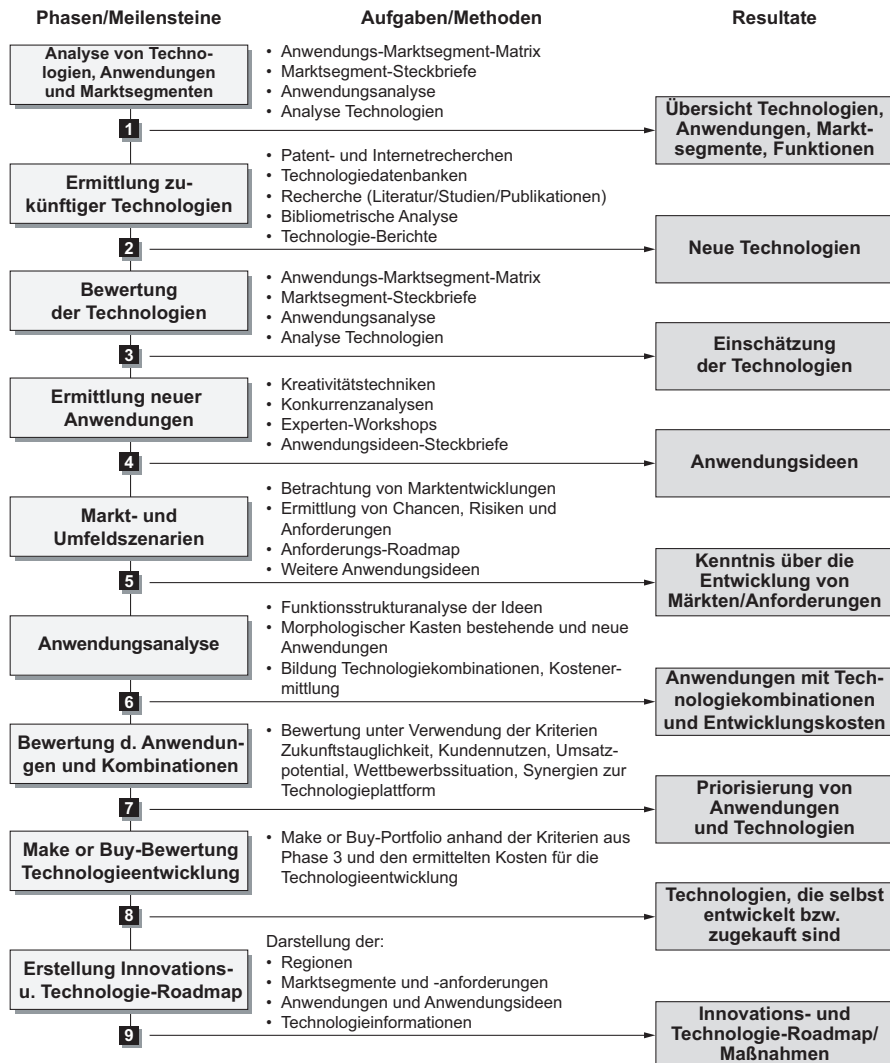 Phasen/Meilensteine
Aufgaben/Methoden
Resultate
Analyse von Techno-
logien, Anwendungen
und Marktsegmenten
• Anwendungs-Marktsegment-Matrix
• Marktsegment-Steckbriefe
• Anwendungsanalyse
• Analyse Technologien
1
Übersicht Technologien,
Anwendungen, Markt-
segmente, Funktionen
Ermittlung zu-
künftiger Technologien
• Patent- und Internetrecherchen
• Technologiedatenbanken
• Recherche (Literatur/Studien/Publikationen)
• Bibliometrische Analyse
• Technologie-Berichte
2
Neue Technologien
Bewertung
der Technologien
• Anwendungs-Marktsegment-Matrix
• Marktsegment-Steckbriefe
• Anwendungsanalyse
• Analyse Technologien
3
Einschätzung
der Technologien
Ermittlung neuer
Anwendungen
• Kreativitätstechniken
• Konkurrenzanalysen
• Experten-Workshops
• Anwendungsideen-Steckbriefe
4
Anwendungsideen
Markt- und
Umfeldszenarien
• Betrachtung von Marktentwicklungen
• Ermittlung von Chancen, Risiken und
Anforderungen
• Anforderungs-Roadmap
• Weitere Anwendungsideen
5
Kenntnis über die
Entwicklung von
Märkten/Anforderungen
Anwendungsanalyse
• Funktionsstrukturanalyse der Ideen
• Morphologischer Kasten bestehende und neue
Anwendungen
• Bildung Technologiekombinationen, Kostener-
mittlung
6
Anwendungen mit Tech-
nologiekombinationen
und Entwicklungskosten
Bewertung d. Anwendun-
gen und Kombinationen
• Bewertung unter Verwendung der Kriterien
Zukunftstauglichkeit, Kundennutzen, Umsatz-
potential, Wettbewerbssituation, Synergien zur
Technologieplattform
7
Priorisierung von
Anwendungen
und Technologien
Make or Buy-Bewertung
Technologieentwicklung
• Make or Buy-Portfolio anhand der Kriterien aus
Phase 3 und den ermittelten Kosten für die
Technologieentwicklung
8
Technologien, die selbst
entwickelt bzw.
zugekauft sind
Erstellung Innovations-
u. Technologie-Roadmap
Darstellung der:
• Regionen
• Marktsegmente und -anforderungen
• Anwendungen und Anwendungsideen
• Technologieinformationen
9
Innovations- und
Technologie-Roadmap/
Maßnahmen